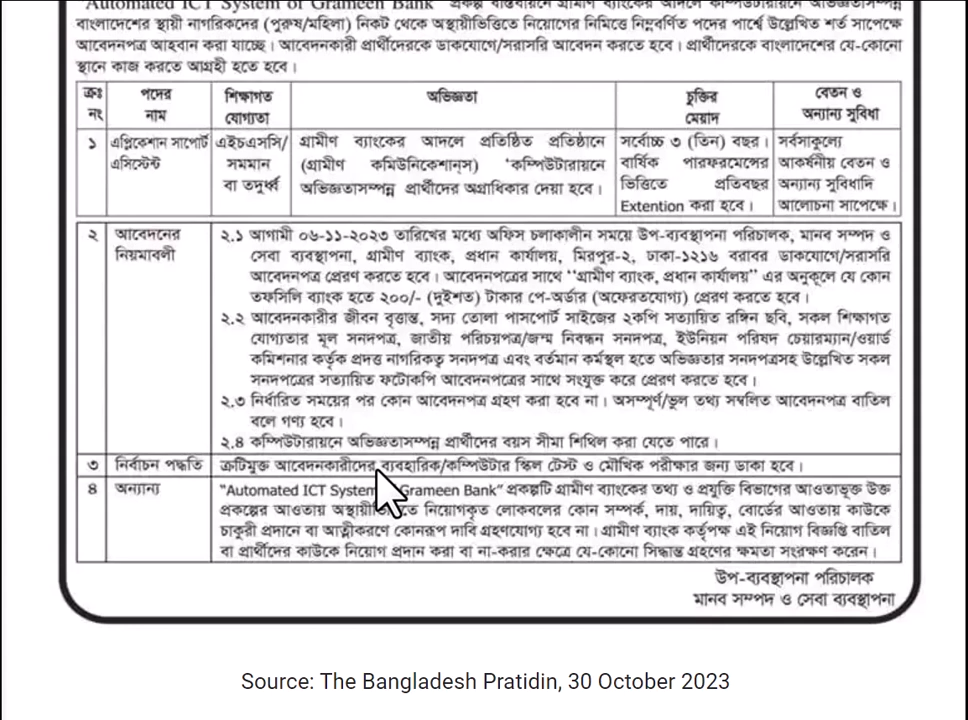 Automated ICT System of Grameen Bank" প্রকল্প বাস্তবায়নে গ্রামীণ ব্যাংকের আদলে কম্পিউটারায়নে অভিজ্ঞতাসম্পন্ন
বাংলাদেশের স্থায়ী নাগরিকদের (পুরুষ/মহিলা) নিকট থেকে অস্থায়ীভিত্তিতে নিয়োগের নিমিত্তে নিম্নবর্ণিত পদের পার্শ্বে উল্লেখিত শর্ত সাপেক্ষে
আবেদনপত্র আহবান করা যাচ্ছে। আবেদনকারী প্রার্থীদেরকে ডাকযোগে/সরাসরি আবেদন করতে হবে। প্রার্থীদেরকে বাংলাদেশের যে-কোনো
স্থানে কাজ করতে আগ্রহী হতে হবে।
ক্রঃ নং
পদের নাম
শিক্ষাগত যোগ্যতা
অভিজ্ঞতা
চুক্তির মেয়াদ
বেতন ও অন্যান্য সুবিধা
১
এপ্লিকেশান সাপোর্ট
এসিস্টেন্ট
এইচএসসি/
সমমান
বা তদুর্ধ্ব
গ্রামীণ ব্যাংকের আদলে প্রতিষ্ঠিত প্রতিষ্ঠানে
(গ্রামীণ কমিউনিকেশান্‌স) 'কম্পিউটারায়নে
অভিজ্ঞতাসম্পন্ন প্রার্থীদের অগ্রাধিকার দেয়া হবে।
সর্বোচ্চ ৩ (তিন) বছর।
বার্ষিক পারফরমেন্সের
ভিত্তিতে প্রতিবছর
Extention করা হবে।
সর্বসাকুল্যে
আকর্ষনীয় বেতন ও
অন্যান্য সুবিধাদি
আলোচনা সাপেক্ষে।
২
আবেদনের
নিয়মাবলী
২.১ আগামী ০৬-১১-২০২৩ তারিখের মধ্যে অফিস চলাকালীন সময়ে উপ-ব্যবস্থাপনা পরিচালক, মানব সম্পদ ও
সেবা ব্যবস্থাপনা, গ্রামীণ ব্যাংক, প্রধান কার্যালয়, মিরপুর-২, ঢাকা-১২১৬ বরাবর ডাকযোগে/সরাসরি
আবেদনপত্র প্রেরণ করতে হবে। আবেদনপত্রের সাথে "গ্রামীণ ব্যাংক, প্রধান কার্যালয়" এর অনুকূলে যে কোন
তফসিলি ব্যাংক হতে ২০০/- (দুইশত) টাকার পে-অর্ডার (অফেরতযোগ্য) প্রেরণ করতে হবে।
২.২ আবেদনকারীর জীবন বৃত্তান্ত, সদ্য তোলা পাসপোর্ট সাইজের ২কপি সত্যায়িত রঙ্গিন ছবি, সকল শিক্ষাগত
যোগ্যতার মূল সনদপত্র, জাতীয় পরিচয়পত্র/জন্ম নিবন্ধন সনদপত্র, ইউনিয়ন পরিষদ চেয়ারম্যান/ওয়ার্ড
কমিশনার কর্তৃক প্রদত্ত নাগরিকত্ব সনদপত্র এবং বর্তমান কর্মস্থল হতে অভিজ্ঞতার সনদপত্রসহ উল্লেখিত সকল
সনদপত্রের সত্যায়িত ফটোকপি আবেদনপত্রের সাথে সংযুক্ত করে প্রেরণ করতে হবে।
২.৩ নির্ধারিত সময়ের পর কোন আবেদনপত্র গ্রহণ করা হবে না। অসম্পূর্ণ/ভুল তথ্য সম্বলিত আবেদনপত্র বাতিল
বলে গণ্য হবে।
২.৪ কম্পিউটারায়নে অভিজ্ঞতাসম্পন্ন প্রার্থীদের বয়স সীমা শিথিল করা যেতে পারে।
৩
নির্বাচন পদ্ধতি
ত্রুটিমুক্ত আবেদনকারীদের ব্যবহারিক/কম্পিউটার স্কিল টেস্ট ও মৌখিক পরীক্ষার জন্য ডাকা হবে।
৪
অন্যান্য
"Automated ICT System Grameen Bank" প্রকল্পটি গ্রামীণ ব্যাংকের তথ্য ও প্রযুক্তি বিভাগের আওতাভূক্ত উক্ত
প্রকল্পের আওতায় অস্থায়ীভিত্তিতে নিয়োগকৃত লোকবলের কোন সম্পর্ক, দায়, দায়িত্ব, বোর্ডের আওতায় কাউকে
চাকুরী প্রদানে বা আত্মীকরণে কোনরূপ দাবি গ্রহণযোগ্য হবে না। গ্রামীণ ব্যাংক কর্তৃপক্ষ এই নিয়োগ বিজ্ঞপ্তি বাতিল
বা প্রার্থীদের কাউকে নিয়োগ প্রদান করা বা না-করার ক্ষেত্রে যে-কোনো সিদ্ধান্ত গ্রহণের ক্ষমতা সংরক্ষণ করেন।
উপ-ব্যবস্থাপনা পরিচালক
মানব সম্পদ ও সেবা ব্যবস্থাপনা
Source: The Bangladesh Pratidin, 30 October 2023